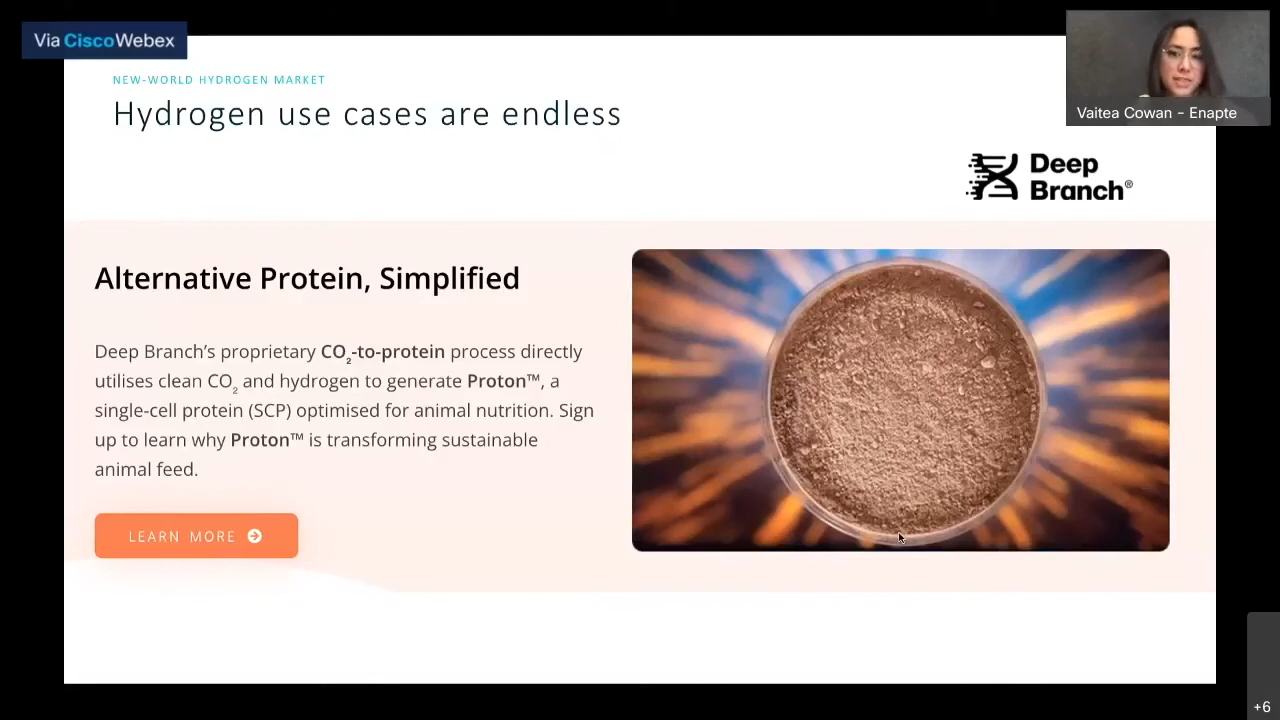 Via Cisco Webex
NEW-WORLD HYDROGEN MARKET
Hydrogen use cases are endless
Vaitea Cowan - Enapte
Deep
Branch®
Alternative Protein, Simplified
Deep Branch's proprietary CO₂-to-protein process directly
utilises clean CO₂ and hydrogen to generate Proton™, a
single-cell protein (SCP) optimised for animal nutrition. Sign
up to learn why Proton™ is transforming sustainable
animal feed.
LEARN MORE
+6